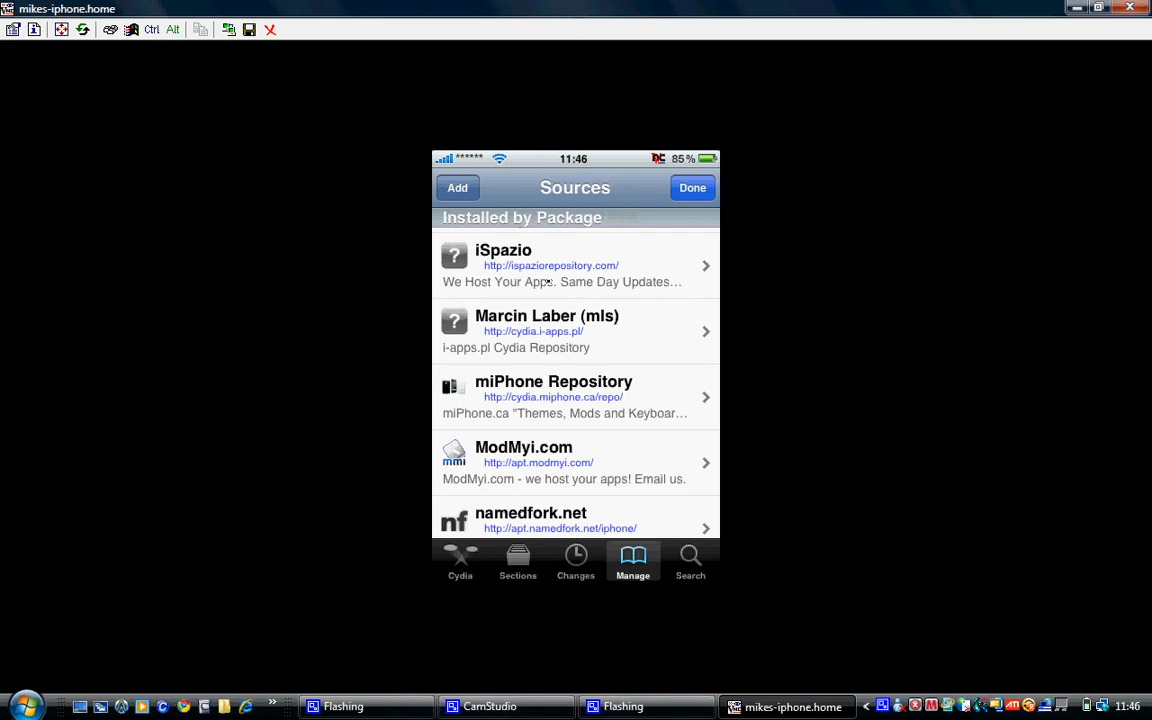 mikes-iphone.home
Ctrl Alt
****** 11:46 85%
Add Sources Done
Installed by Package
iSpazio
http://ispaziorepository.com/
We Host Your Apps. Same Day Updates...
Marcin Laber (mls)
http://cydia.i-apps.pl/
i-apps.pl Cydia Repository
miPhone Repository
http://cydia.miphone.ca/repo/
miPhone.ca "Themes, Mods and Keyboar...
ModMyi.com
http://apt.modmyi.com/
mmi
ModMyi.com - we host your apps! Email us.
nf namedfork.net
http://apt.namedfork.net/iphone/
Cydia Sections Changes Manage Search
Flashing CamStudio Flashing mikes-iphone.home 11:46